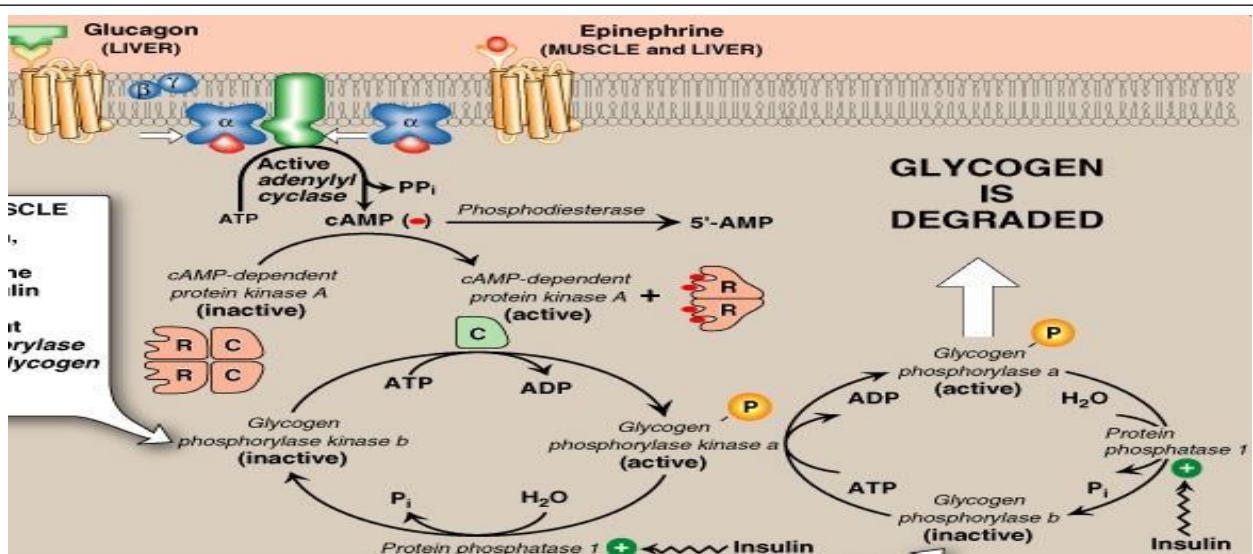 Glucagon
(LIVER)
Epinephrine
(MUSCLE and LIVER)
β γ
α
α
Active
adenylyl
cyclase
ATP
PPi
cAMP (-)
Phosphodiesterase
5'-AMP
GLYCOGEN
IS
DEGRADED
cAMP-dependent
protein kinase A
(inactive)
cAMP-dependent
protein kinase A
(active)
+
R
R
R C
R C
C
ATP
ADP
Glycogen
phosphorylase kinase b
(inactive)
P
Glycogen
phosphorylase kinase a
(active)
Pi
H2O
Protein phosphatase 1
+
Insulin
P
Glycogen
phosphorylase a
(active)
ADP
H2O
Protein
phosphatase 1
+
ATP
Pi
Glycogen
phosphorylase b
(inactive)
Insulin